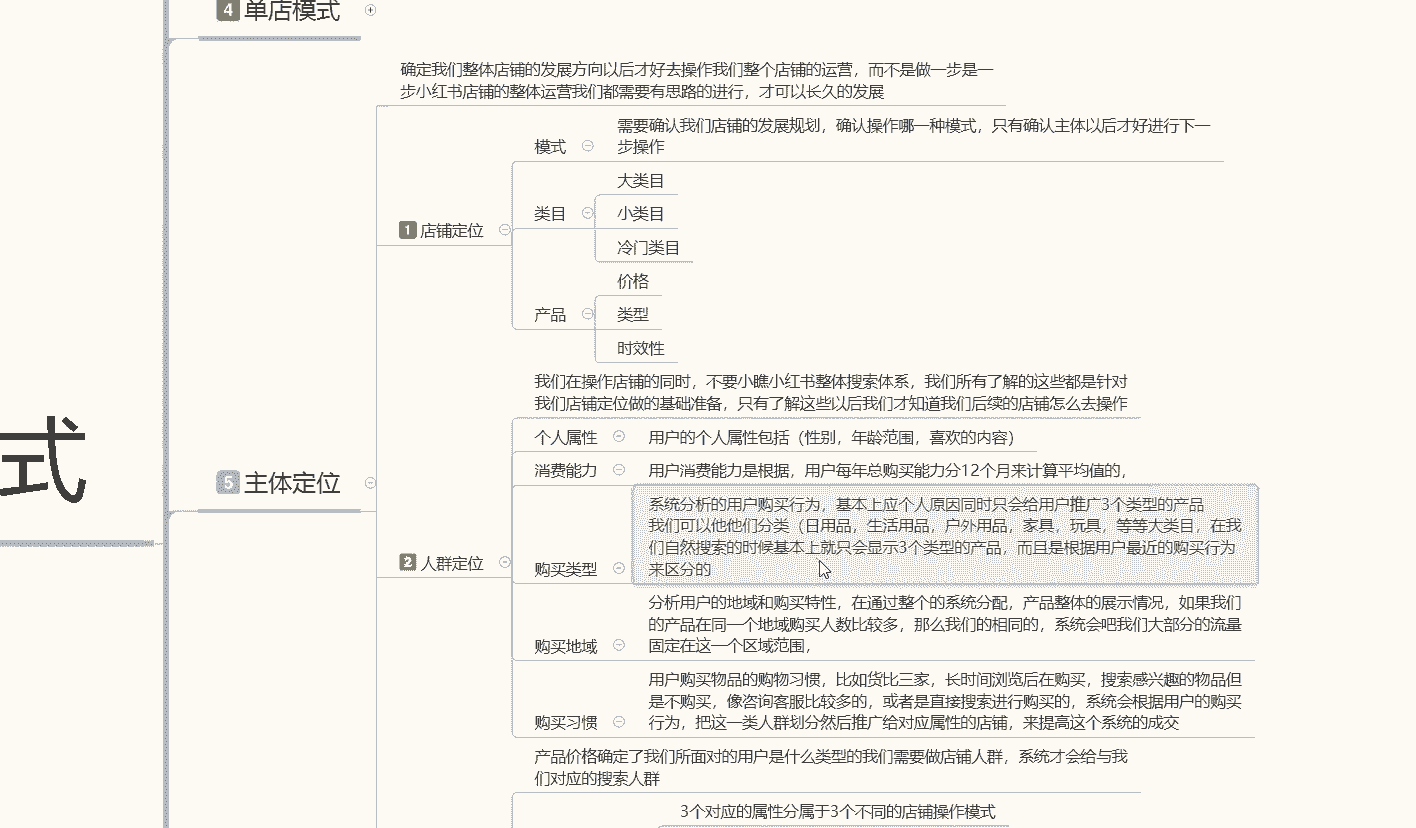 4 单店模式
确定我们整体店铺的发展方向以后才好去操作我们整个店铺的运营，而不是做一步是一
步小红书店铺的整体运营我们都需要有思路的进行，才可以长久的发展
需要确认我们店铺的发展规划，确认操作哪一种模式，只有确认主体以后才好进行下一
模式
步操作
大类目
类目
小类目
1 店铺定位
冷门类目
价格
产品
类型
时效性
我们在操作店铺的同时，不要小瞧小红书整体搜索体系，我们所有了解的这些都是针对
我们店铺定位做的基础准备，只有了解这些以后我们才知道我们后续的店铺怎么去操作
式
个人属性
用户的个人属性包括（性别，年龄范围，喜欢的内容）
消费能力
用户消费能力是根据，用户每年总购买能力分12个月来计算平均值的，
5 主体定位
系统分析的用户购买行为，基本上应个人原因同时只会给用户推广3个类型的产品
我们可以他他们分类（日用品，生活用品，户外用品，家具，玩具，等等大类目，在我
们自然搜索的时候基本上就只会显示3个类型的产品，而且是根据用户最近的购买行为
2 人群定位
购买类型
来区分的
分析用户的地域和购买特性，在通过整个的系统分配，产品整体的展示情况，如果我们
的产品在同一个地域购买人数比较多，那么我们的相同的，系统会吧我们大部分的流量
购买地域
固定在这一个区域范围，
用户购买物品的购物习惯，比如货比三家，长时间浏览后在购买，搜索感兴趣的物品但
是不购买，像咨询客服比较多的，或者是直接搜索进行购买的，系统会根据用户的购买
购买习惯
行为，把这一类人群划分然后推广给对应属性的店铺，来提高这个系统的成交
产品价格确定了我们所面对的用户是什么类型的我们需要做店铺人群，系统才会给与我
们对应的搜索人群
3个对应的属性分属于3个不同的店铺操作模式